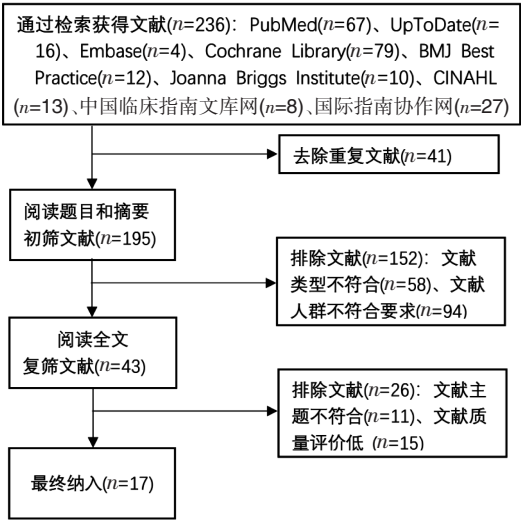 通过检索获得文献(n=236)：PubMed(n=67)、UpToDate(n=
16)、Embase(n=4)、Cochrane Library(n=79)、BMJ Best
Practice(n=12)、Joanna Briggs Institute(n=10)、CINAHL
(n=13)、中国临床指南文库网(n=8)、国际指南协作网(n=27)
去除重复文献(n=41)
阅读题目和摘要
初筛文献(n=195)
排除文献(n=152)：文献
类型不符合(n=58)、文献
人群不符合要求(n=94)
阅读全文
复筛文献(n=43)
排除文献(n=26)：文献主
题不符合(n=11)、文献质
量评价低 (n=15)
最终纳入(n=17)